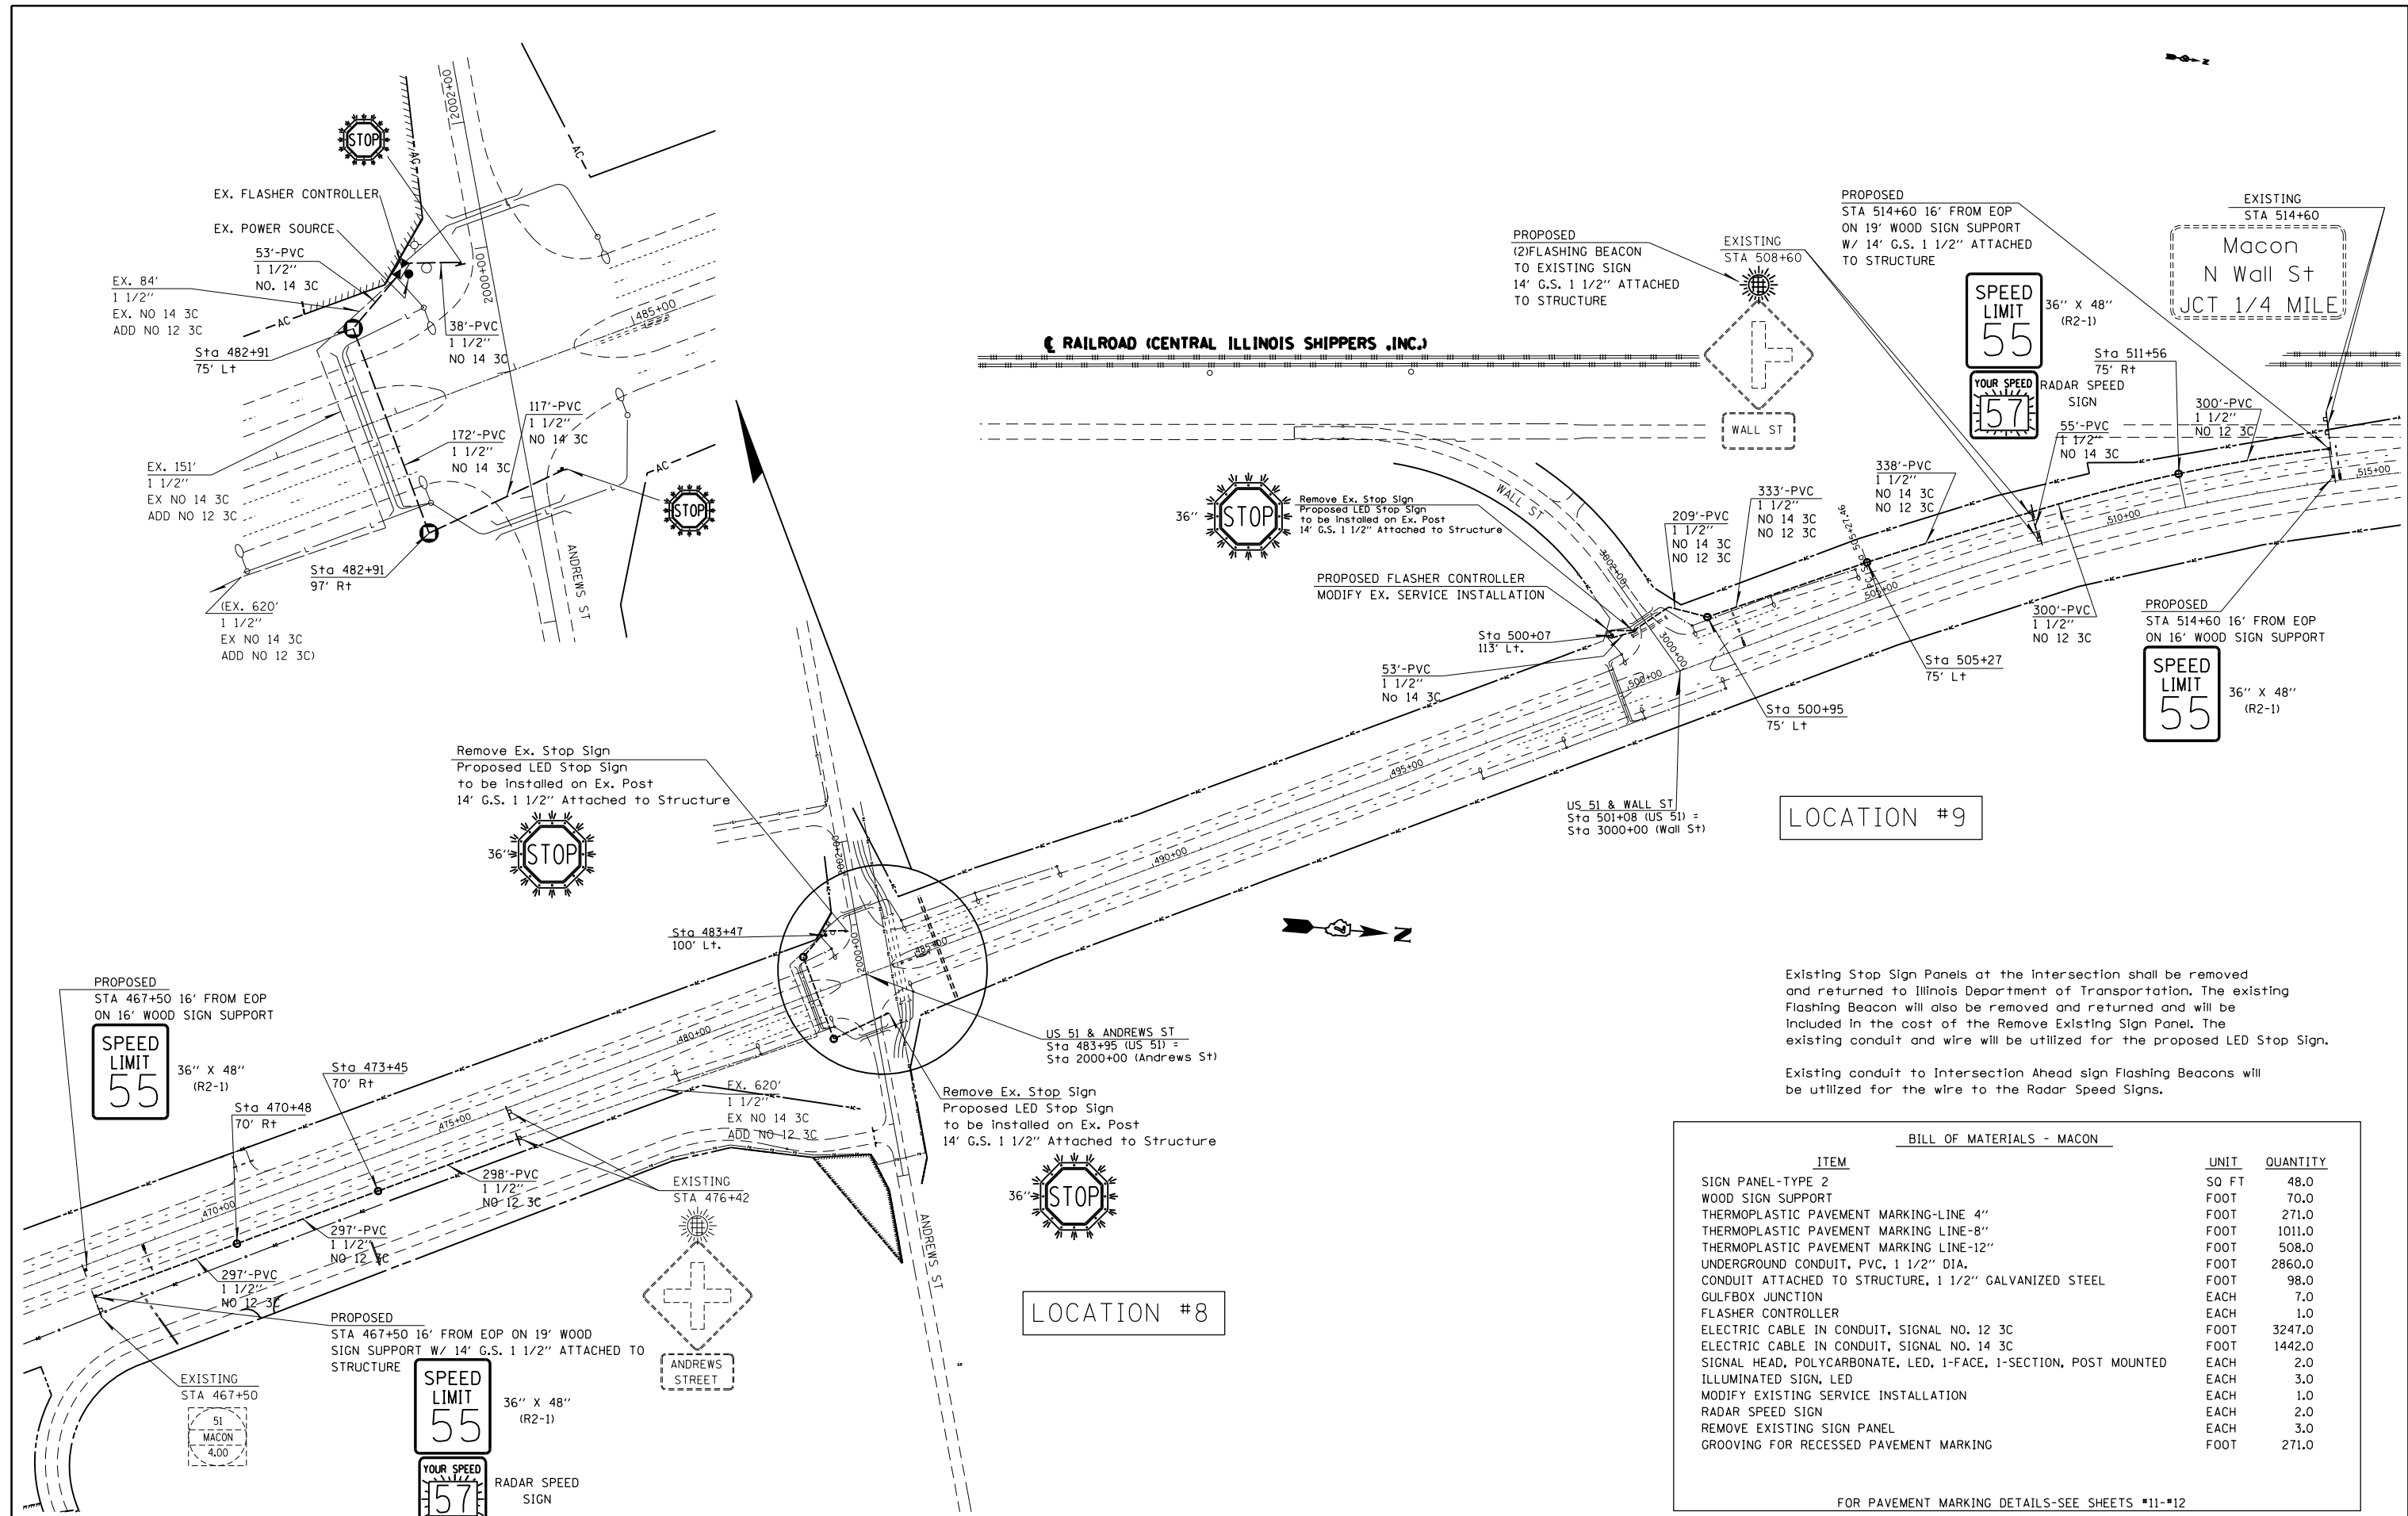 STOP
EX. FLASHER CONTROLLER
EX. POWER SOURCE
53'-PVC
1 1/2"
NO. 14 3C
EX. 84'
1 1/2"
EX. NO 14 3C
ADD NO 12 3C
Sta 482+91
75' Lt
38'-PVC
1 1/2"
NO 14 3C
2002+00
2000+00
485+00
AC
AC
AC
AC
117'-PVC
1 1/2"
NO 14 3C
172'-PVC
1 1/2"
NO 14 3C
EX. 151'
1 1/2"
EX NO 14 3C
ADD NO 12 3C
STOP
Sta 482+91
97' Rt
(EX. 620'
1 1/2"
EX NO 14 3C
ADD NO 12 3C)
ANDREWS ST
N
℄ RAILROAD (CENTRAL ILLINOIS SHIPPERS ,INC.)
PROPOSED
(2)FLASHING BEACON
TO EXISTING SIGN
14' G.S. 1 1/2" ATTACHED
TO STRUCTURE
EXISTING
STA 508+60
WALL ST
PROPOSED
STA 514+60 16' FROM EOP
ON 19' WOOD SIGN SUPPORT
W/ 14' G.S. 1 1/2" ATTACHED
TO STRUCTURE
EXISTING
STA 514+60
Macon
N Wall St
JCT 1/4 MILE
SPEED
LIMIT
55
36" X 48"
(R2-1)
YOUR SPEED
57
RADAR SPEED
SIGN
Sta 511+56
75' Rt
300'-PVC
1 1/2"
NO 12 3C
55'-PVC
1 1/2"
NO 14 3C
338'-PVC
1 1/2"
NO 14 3C
NO 12 3C
333'-PVC
1 1/2"
NO 14 3C
NO 12 3C
209'-PVC
1 1/2"
NO 14 3C
NO 12 3C
36"
STOP
Remove Ex. Stop Sign
Proposed LED Stop Sign
to be installed on Ex. Post
14' G.S. 1 1/2" Attached to Structure
WALL ST
3002+00
3000+00
PROPOSED FLASHER CONTROLLER
MODIFY EX. SERVICE INSTALLATION
Sta 500+07
113' Lt.
53'-PVC
1 1/2"
No 14 3C
500+00
505+00
510+00
515+00
300'-PVC
1 1/2"
NO 12 3C
Sta 505+27
75' Lt
Sta 500+95
75' Lt
PROPOSED
STA 514+60 16' FROM EOP
ON 16' WOOD SIGN SUPPORT
SPEED
LIMIT
55
36" X 48"
(R2-1)
US 51 & WALL ST
Sta 501+08 (US 51) =
Sta 3000+00 (Wall St)
LOCATION #9
495+00
490+00
Remove Ex. Stop Sign
Proposed LED Stop Sign
to be installed on Ex. Post
14' G.S. 1 1/2" Attached to Structure
36"
STOP
2002+00
2000+00
485+00
Sta 483+47
100' Lt.
N
US 51 & ANDREWS ST
Sta 483+95 (US 51) =
Sta 2000+00 (Andrews St)
Remove Ex. Stop Sign
Proposed LED Stop Sign
to be installed on Ex. Post
14' G.S. 1 1/2" Attached to Structure
36"
STOP
ANDREWS ST
LOCATION #8
PROPOSED
STA 467+50 16' FROM EOP
ON 16' WOOD SIGN SUPPORT
SPEED
LIMIT
55
36" X 48"
(R2-1)
Sta 473+45
70' Rt
Sta 470+48
70' Rt
470+00
475+00
480+00
EX. 620'
1 1/2"
EX NO 14 3C
ADD NO 12 3C
298'-PVC
1 1/2"
NO 12 3C
297'-PVC
1 1/2"
NO 12 3C
297'-PVC
1 1/2"
NO 12 3C
EXISTING
STA 476+42
ANDREWS
STREET
PROPOSED
STA 467+50 16' FROM EOP ON 19' WOOD
SIGN SUPPORT W/ 14' G.S. 1 1/2" ATTACHED TO
STRUCTURE
SPEED
LIMIT
55
36" X 48"
(R2-1)
YOUR SPEED
57
RADAR SPEED
SIGN
EXISTING
STA 467+50
51
MACON
4.00
Existing Stop Sign Panels at the intersection shall be removed
and returned to Illinois Department of Transportation. The existing
Flashing Beacon will also be removed and returned and will be
included in the cost of the Remove Existing Sign Panel. The
existing conduit and wire will be utilized for the proposed LED Stop Sign.
Existing conduit to Intersection Ahead sign Flashing Beacons will
be utilized for the wire to the Radar Speed Signs.
BILL OF MATERIALS - MACON
ITEM UNIT QUANTITY
SIGN PANEL-TYPE 2 SQ FT 48.0
WOOD SIGN SUPPORT FOOT 70.0
THERMOPLASTIC PAVEMENT MARKING-LINE 4" FOOT 271.0
THERMOPLASTIC PAVEMENT MARKING LINE-8" FOOT 1011.0
THERMOPLASTIC PAVEMENT MARKING LINE-12" FOOT 508.0
UNDERGROUND CONDUIT, PVC, 1 1/2" DIA. FOOT 2860.0
CONDUIT ATTACHED TO STRUCTURE, 1 1/2" GALVANIZED STEEL FOOT 98.0
GULFBOX JUNCTION EACH 7.0
FLASHER CONTROLLER EACH 1.0
ELECTRIC CABLE IN CONDUIT, SIGNAL NO. 12 3C FOOT 3247.0
ELECTRIC CABLE IN CONDUIT, SIGNAL NO. 14 3C FOOT 1442.0
SIGNAL HEAD, POLYCARBONATE, LED, 1-FACE, 1-SECTION, POST MOUNTED EACH 2.0
ILLUMINATED SIGN, LED EACH 3.0
MODIFY EXISTING SERVICE INSTALLATION EACH 1.0
RADAR SPEED SIGN EACH 2.0
REMOVE EXISTING SIGN PANEL EACH 3.0
GROOVING FOR RECESSED PAVEMENT MARKING FOOT 271.0
FOR PAVEMENT MARKING DETAILS-SEE SHEETS #11-#12